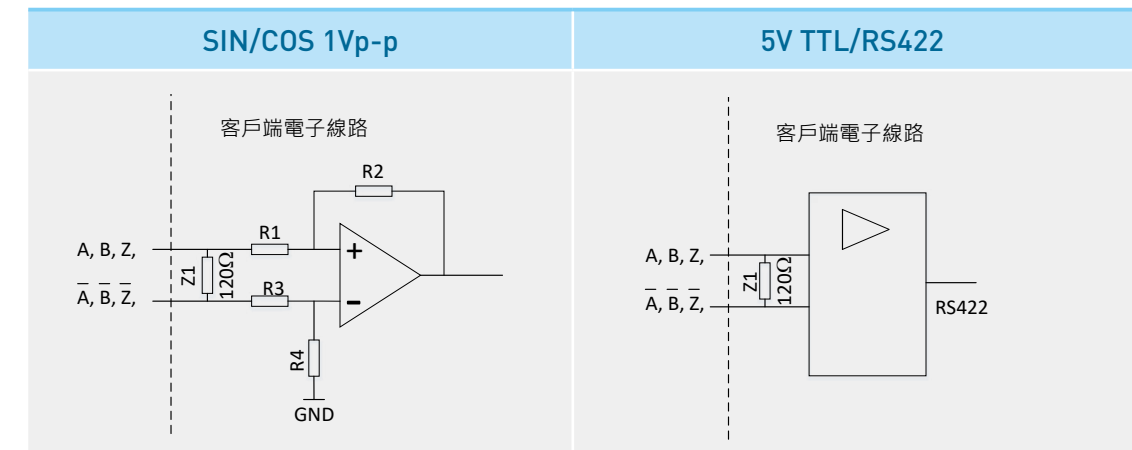 SIN/COS 1Vp-p
5V TTL/RS422
客戶端電子線路
R2
R1
A, B, Z,
+
Z1
120Ω
R3
A̅, B̅, Z̅,
-
R4
GND
客戶端電子線路
A, B, Z,
Z1
120Ω
A̅, B̅, Z̅,
RS422